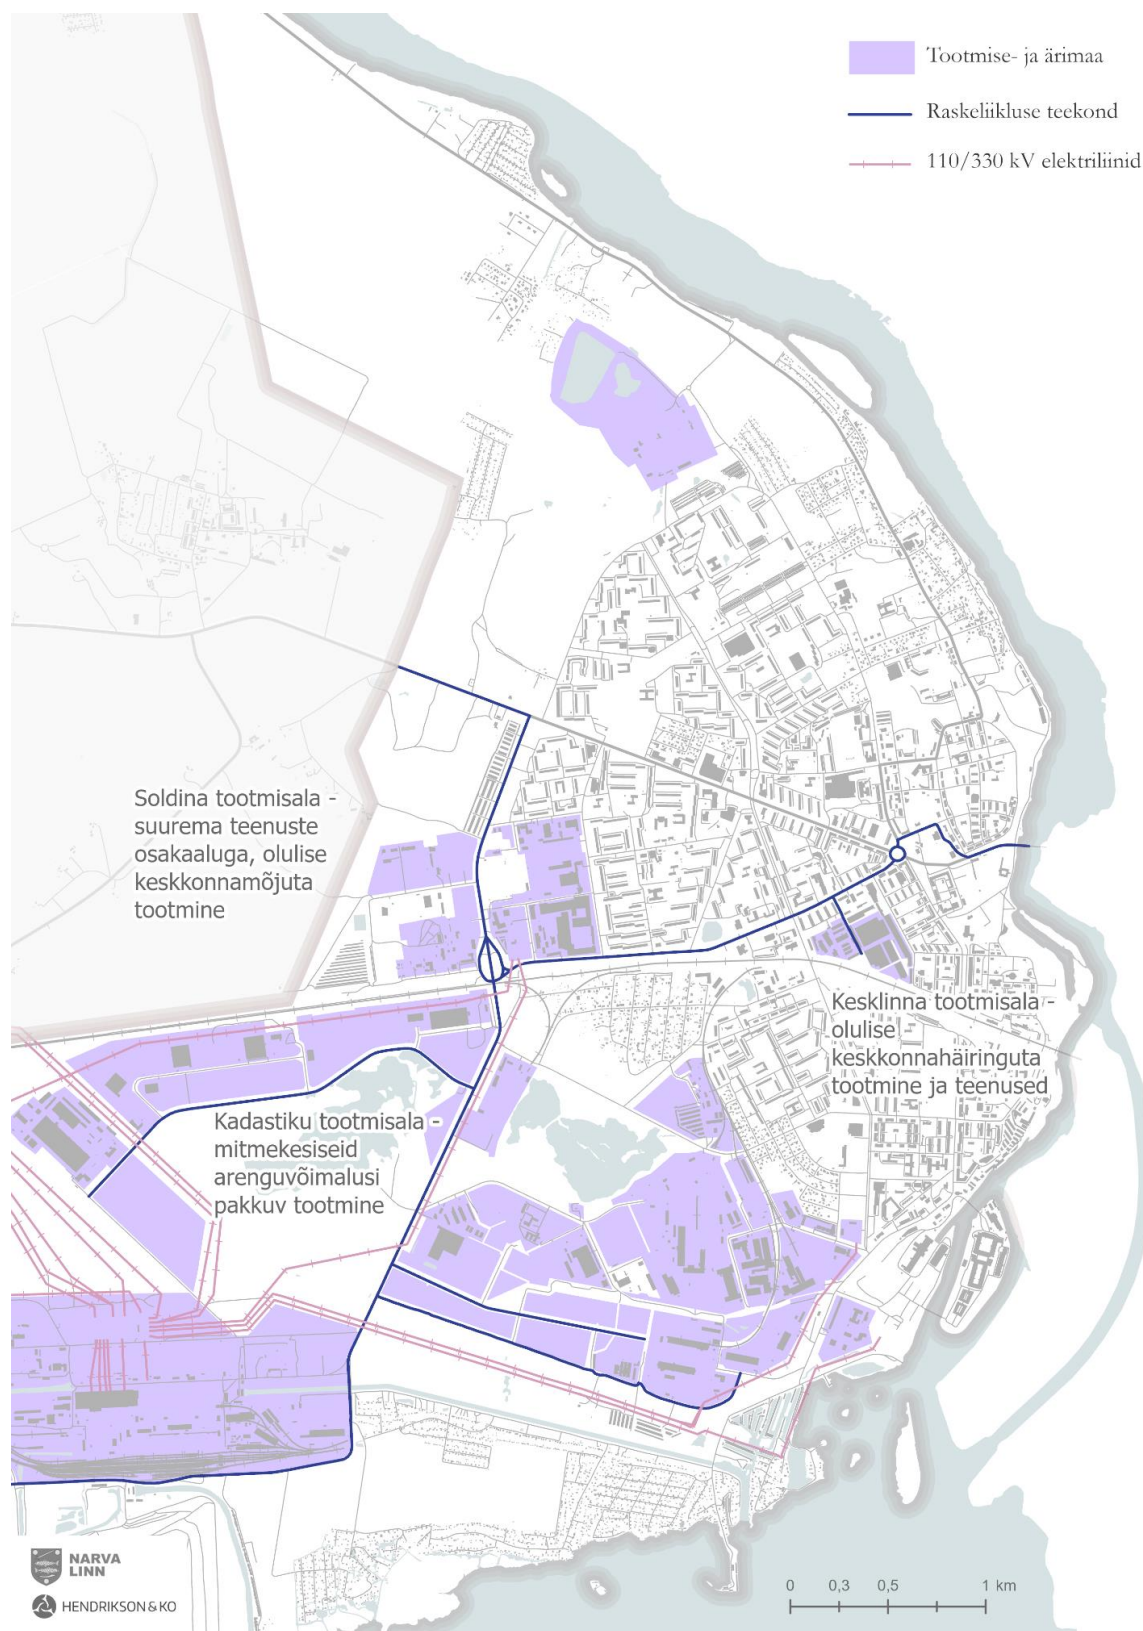 Tootmise- ja ärimaa
Raskeliikluse teekond
110/330 kV elektriliinid
Soldina tootmisala -
suurema teenuste
osakaaluga, olulise
keskkonnamõjuta
tootmine
Kesklinna tootmisala -
olulise
keskkonnahäiringuta
tootmine ja teenused
Kadastiku tootmisala -
mitmekesiseid
arenguvõimalusi
pakkuv tootmine
NARVA
LINN
HENDRIKSON & KO
0 0,3 0,5 1 km